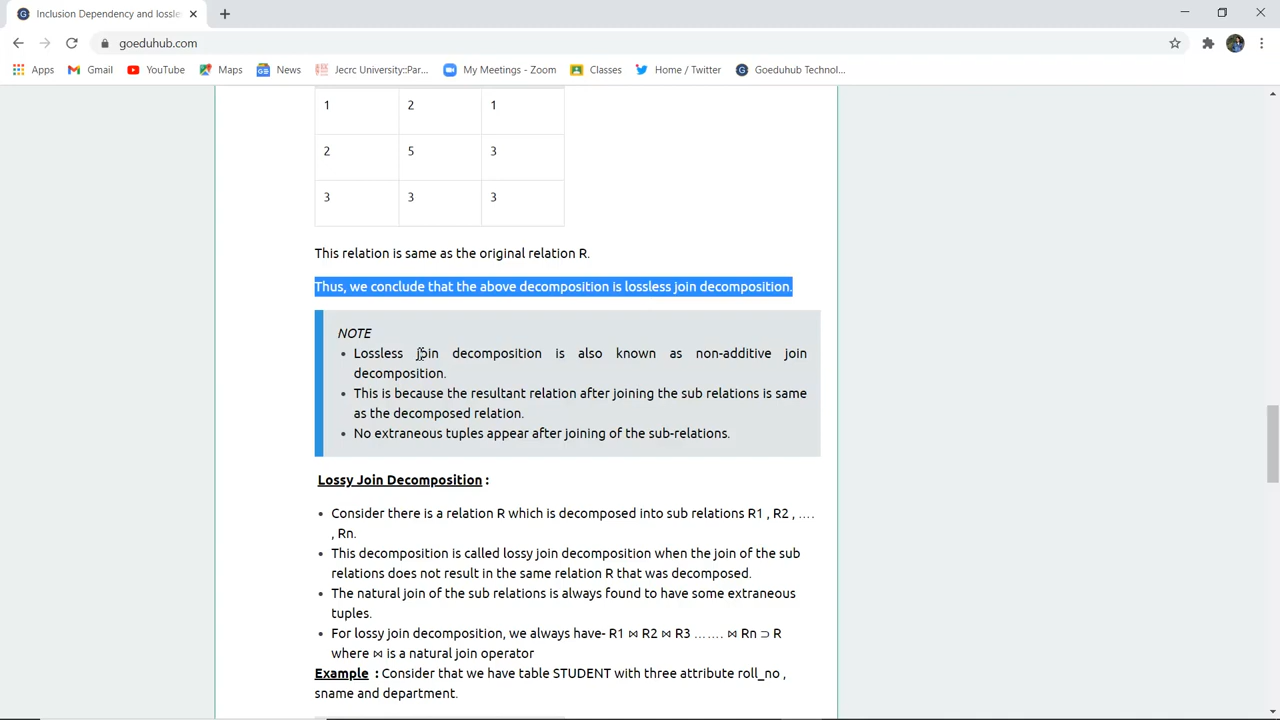 Inclusion Dependency and lossle
goeduhub.com
Apps Gmail YouTube Maps News Jecrc University::Par... My Meetings - Zoom Classes Home / Twitter Goeduhub Technol...
1 2 1
2 5 3
3 3 3
This relation is same as the original relation R.
Thus, we conclude that the above decomposition is lossless join decomposition.
NOTE
• Lossless join decomposition is also known as non-additive join
decomposition.
• This is because the resultant relation after joining the sub relations is same
as the decomposed relation.
• No extraneous tuples appear after joining of the sub-relations.
Lossy Join Decomposition :
• Consider there is a relation R which is decomposed into sub relations R1 , R2 , ....
, Rn.
• This decomposition is called lossy join decomposition when the join of the sub
relations does not result in the same relation R that was decomposed.
• The natural join of the sub relations is always found to have some extraneous
tuples.
• For lossy join decomposition, we always have- R1 ⋈ R2 ⋈ R3 ....... ⋈ Rn ⊃ R
where ⋈ is a natural join operator
Example : Consider that we have table STUDENT with three attribute roll_no ,
sname and department.